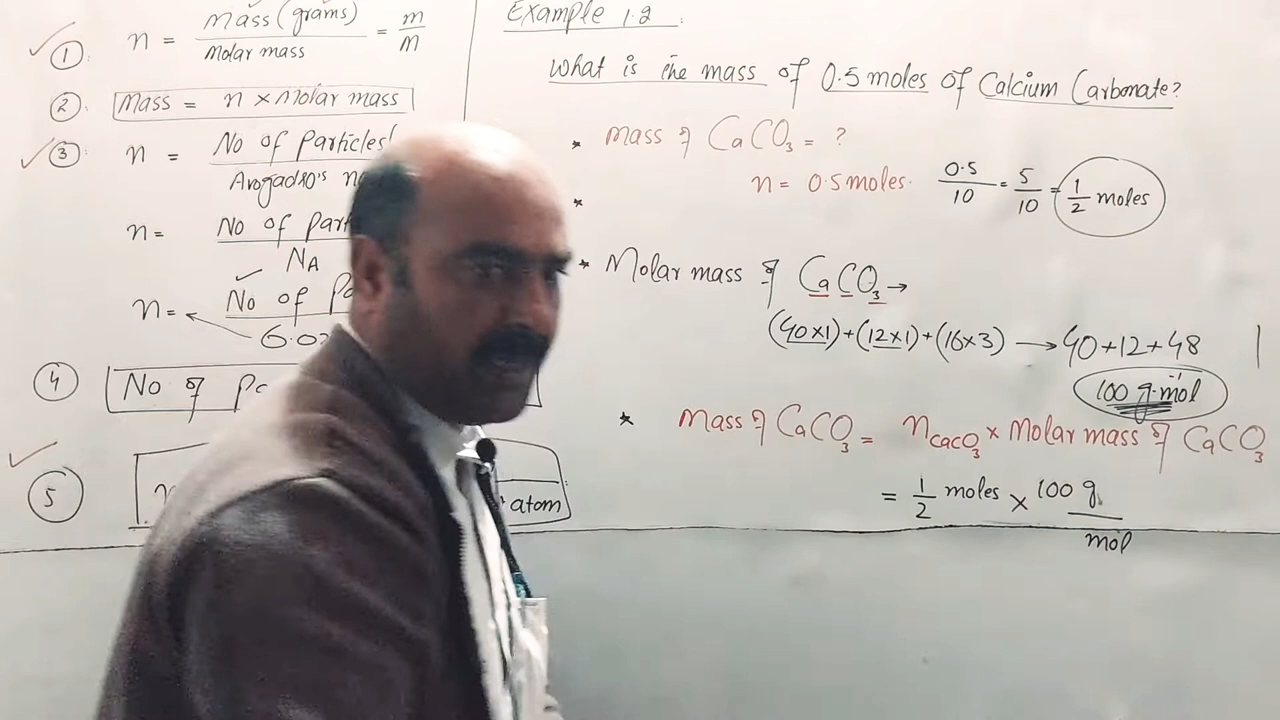 1 n = Mass (grams) / Molar mass = m / M
2 Mass = n × Molar mass
3 n = No of Particles / Avogadro's
n = No of / NA
n = No of
4 No of
5 atom
Example 1.2
What is the mass of 0.5 moles of Calcium Carbonate?
* Mass of CaCO₃ = ?
* n = 0.5 moles. 0.5/10 = 5/10 = 1/2 moles
* Molar mass of CaCO₃ →
(40×1)+(12×1)+(16×3) → 40+12+48
100 g.mol⁻¹
* Mass of CaCO₃ = nCaCO₃ × Molar mass of CaCO₃
= 1/2 moles × 100 g / mol